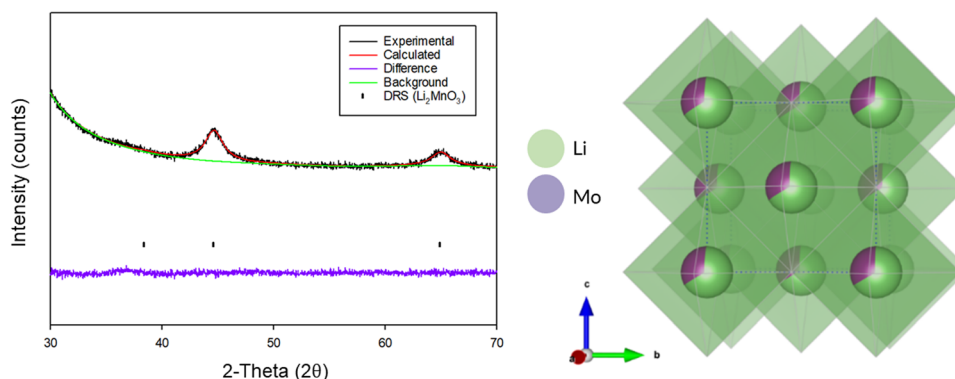 Experimental
Calculated
Difference
Background
DRS (Li₂MnO₃)
Intensity (counts)
30 40 50 60 70
2-Theta (2θ)
Li
Mo
c
a
b